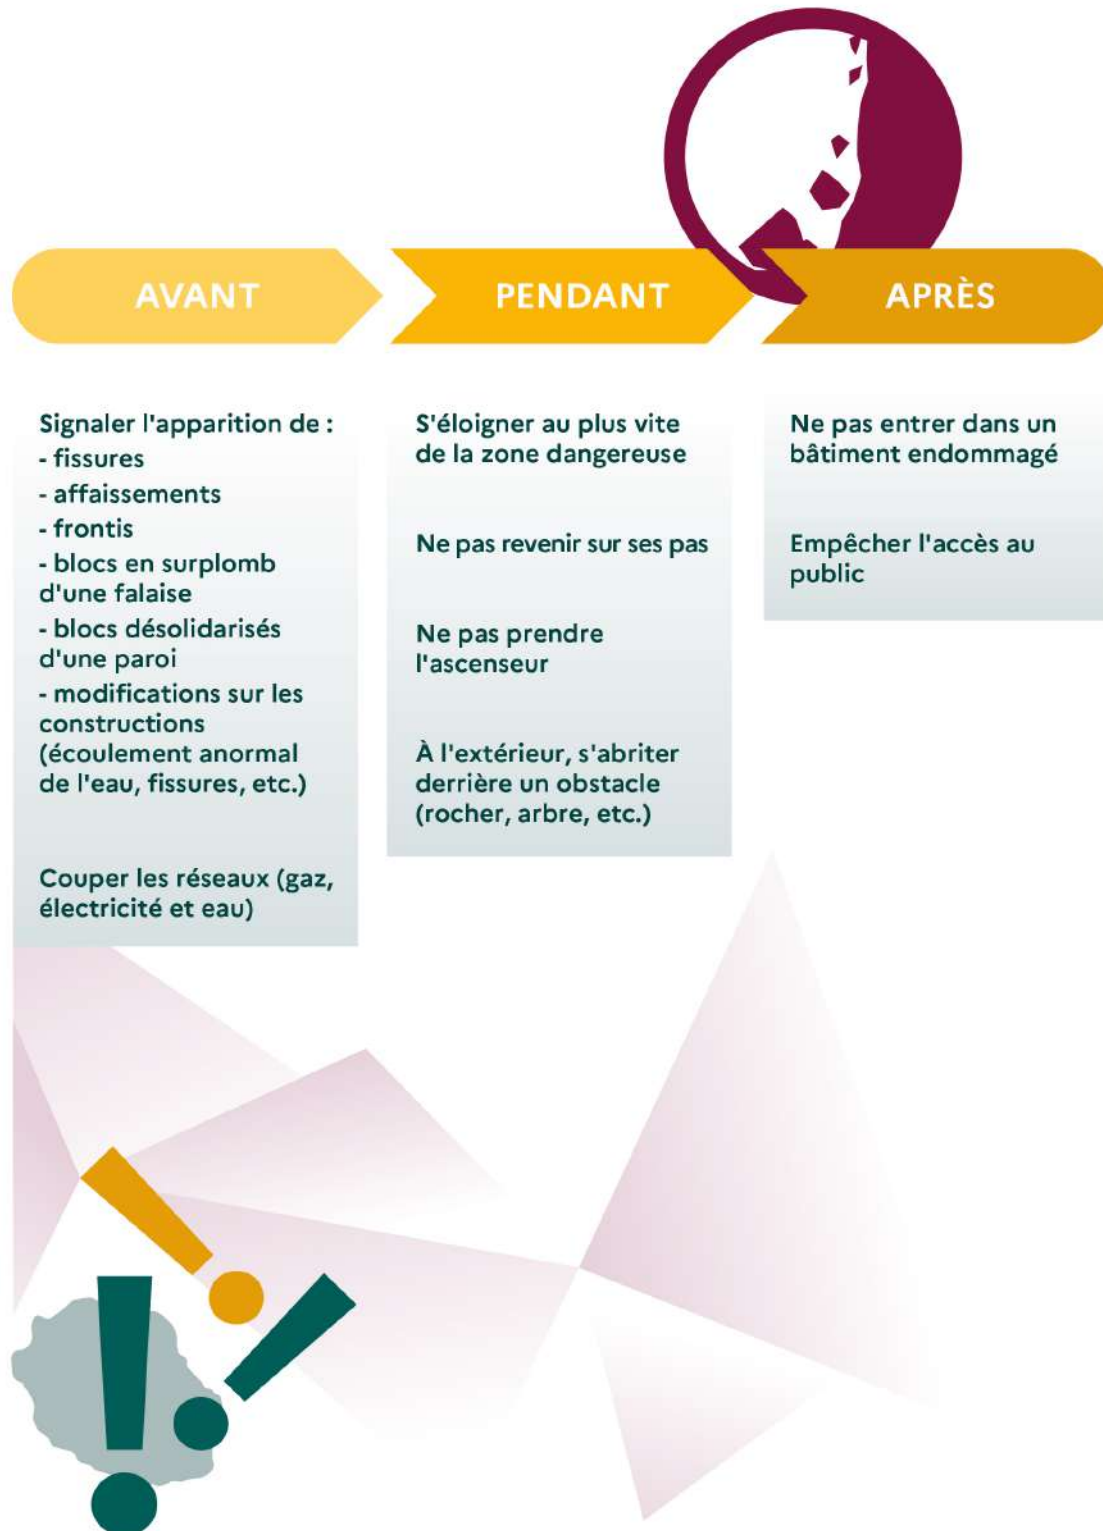 AVANT
PENDANT
APRÈS
Signaler l'apparition de :
- fissures
- affaissements
- frontis
- blocs en surplomb
d'une falaise
- blocs désolidarisés
d'une paroi
- modifications sur les
constructions
(écoulement anormal
de l'eau, fissures, etc.)
Couper les réseaux (gaz,
électricité et eau)
S'éloigner au plus vite
de la zone dangereuse
Ne pas revenir sur ses pas
Ne pas prendre
l'ascenseur
À l'extérieur, s'abriter
derrière un obstacle
(rocher, arbre, etc.)
Ne pas entrer dans un
bâtiment endommagé
Empêcher l'accès au
public